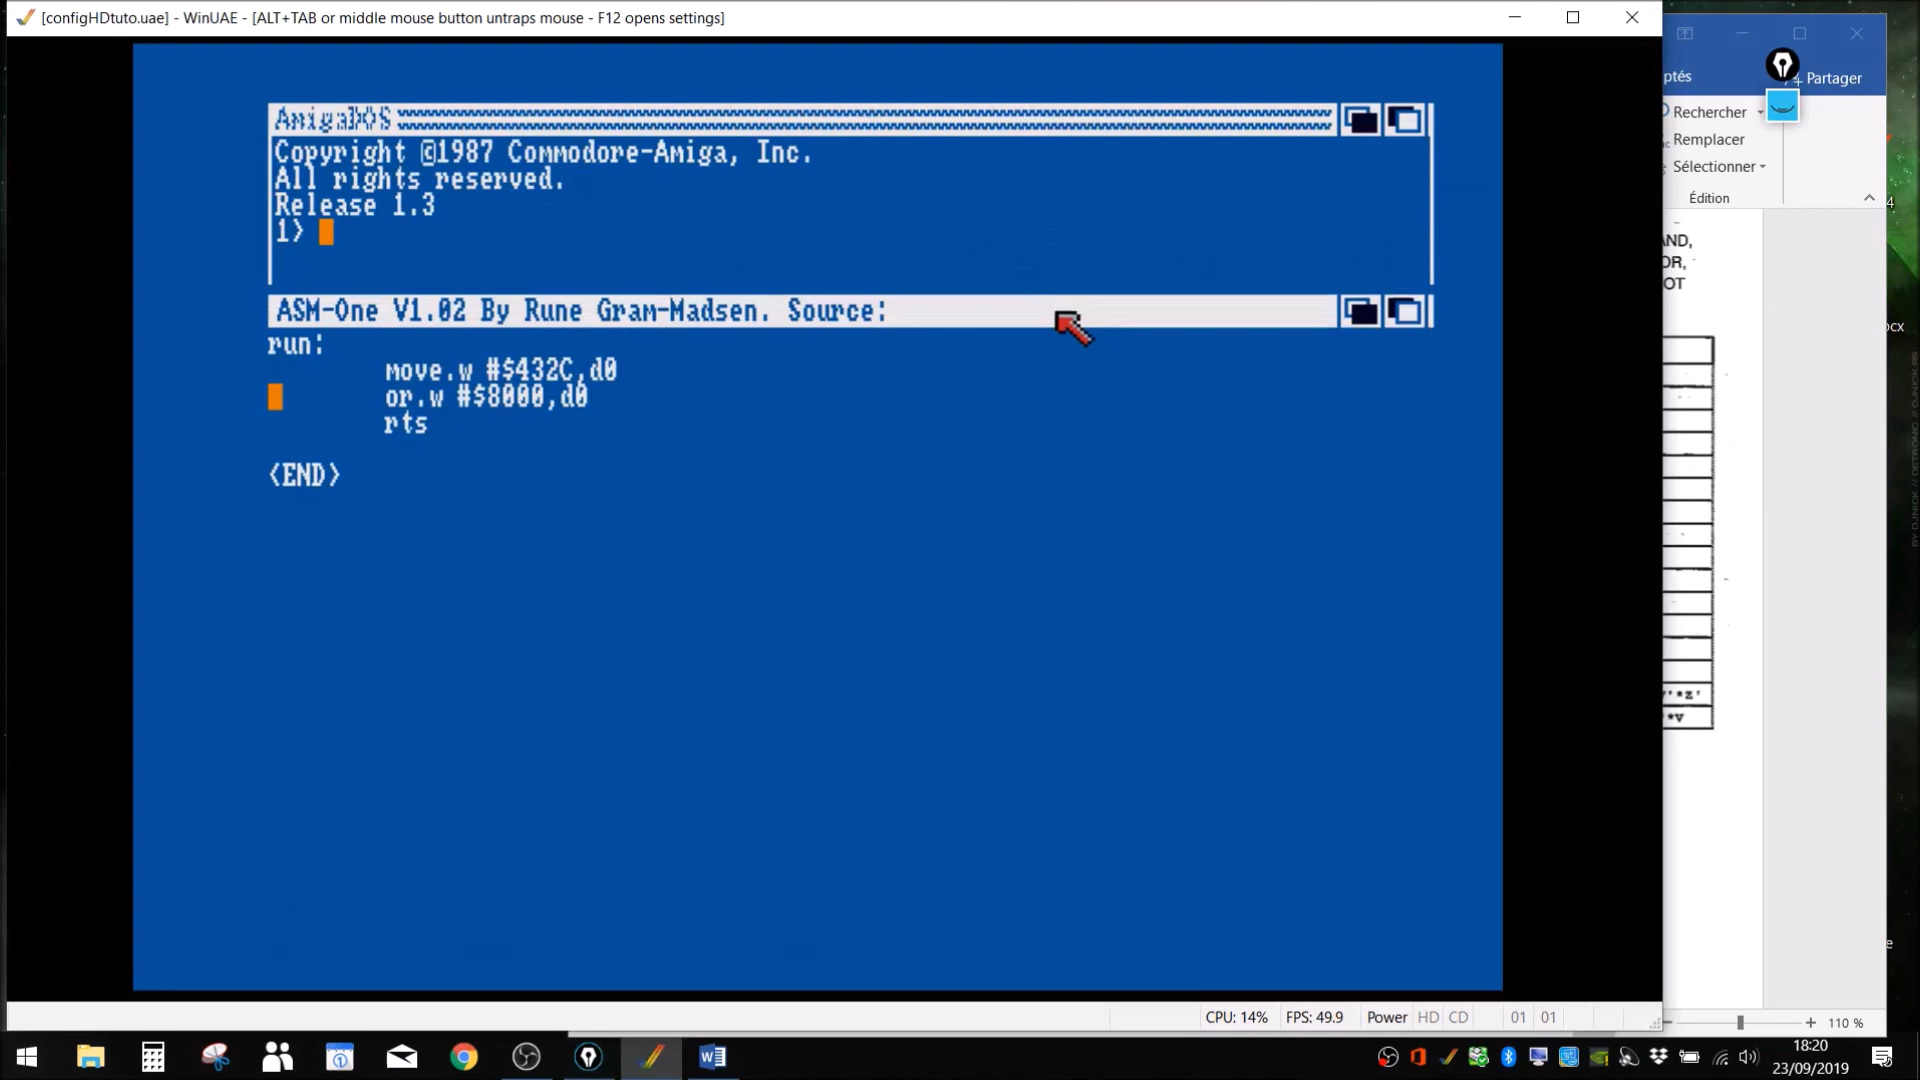 [configHDtuto.uae] - WinUAE - [ALT+TAB or middle mouse button untraps mouse - F12 opens settings]
AmigaDOS
Copyright ©1987 Commodore-Amiga, Inc.
All rights reserved.
Release 1.3
1>
ASM-One V1.02 By Rune Gram-Madsen. Source:
run:
move.w #$432C,d0
or.w #$8000,d0
rts
<END>
CPU: 14% FPS: 49.9 Power HD CD 01 01
ptés
Partager
Rechercher
Remplacer
Sélectionner
Édition
AND,
OR,
OT
ocx
110 %
18:20
23/09/2019